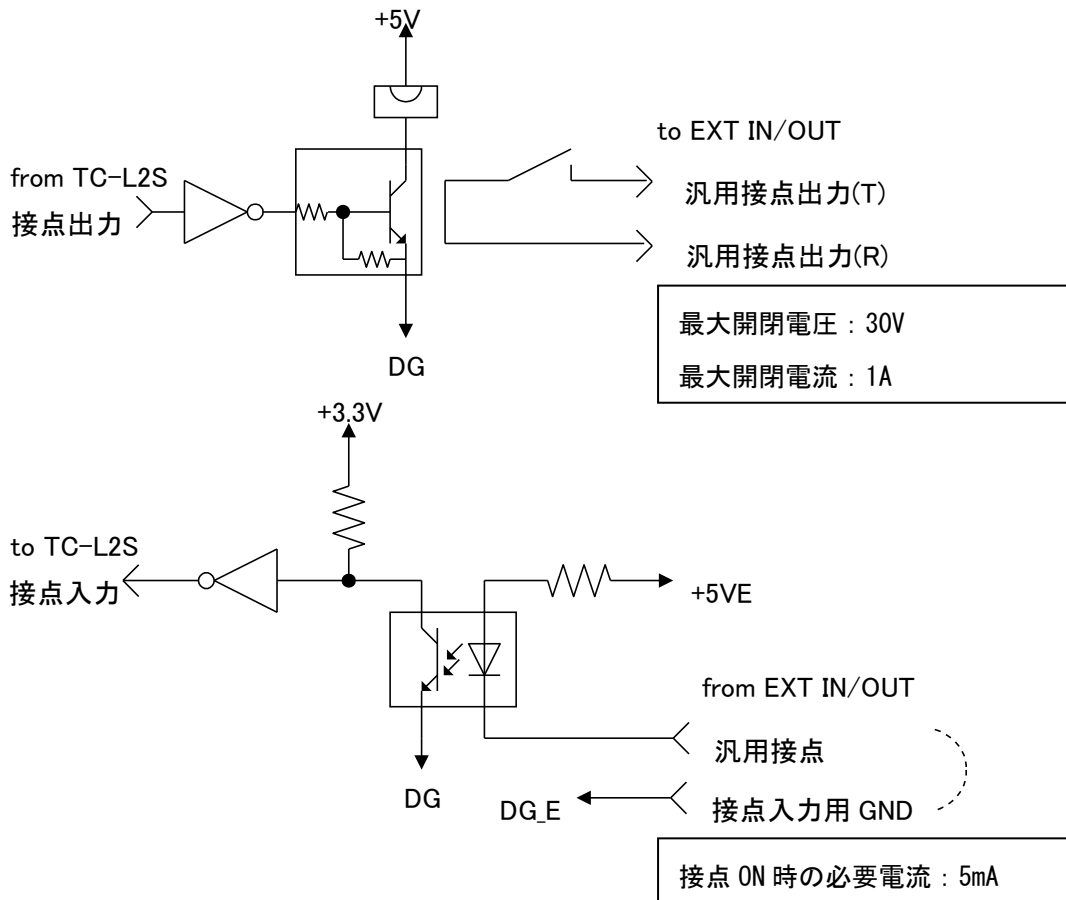 +5V
to EXT IN/OUT
from TC-L2S
接点出力
汎用接点出力(T)
汎用接点出力(R)
最大開閉電圧：30V
最大開閉電流：1A
DG
+3.3V
to TC-L2S
接点入力
+5VE
from EXT IN/OUT
汎用接点
DG
DG_E
接点入力用 GND
接点 ON 時の必要電流：5mA